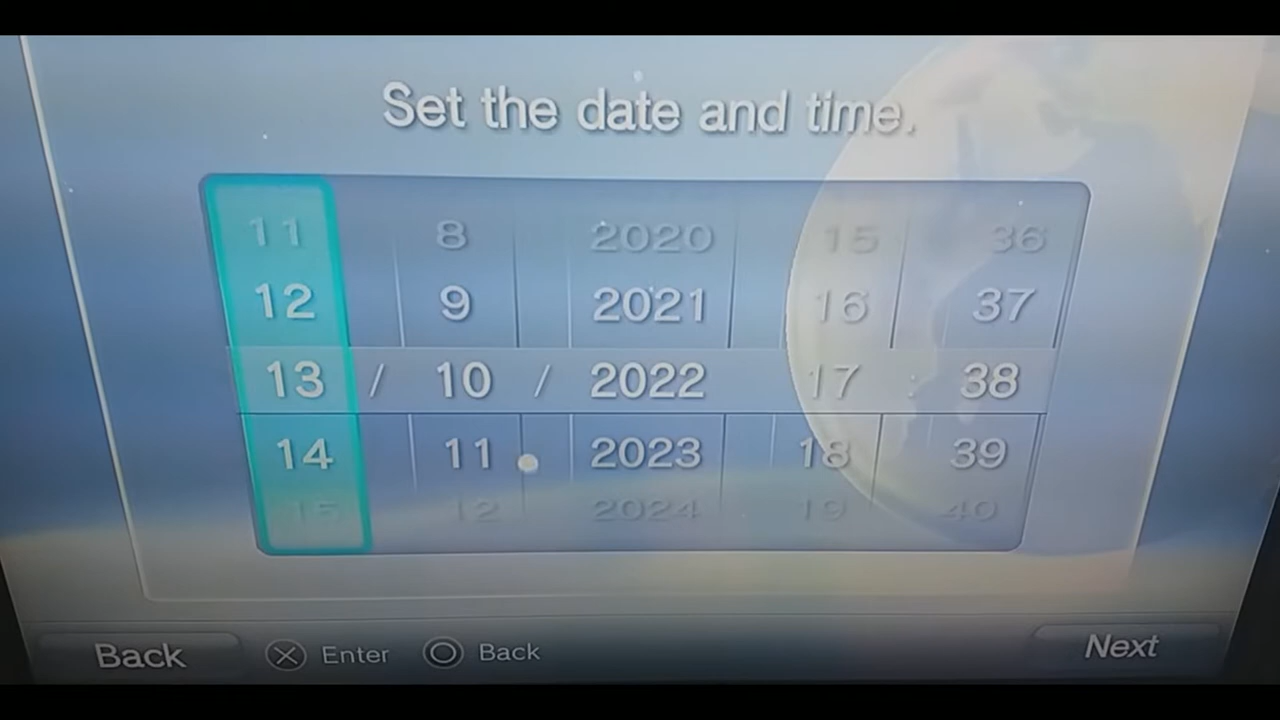 Set the date and time.
11 8 2020 15 36
12 9 2021 16 37
13 / 10 / 2022 17 : 38
14 11 2023 18 39
15 12 2024 19 40
Back Enter Back Next